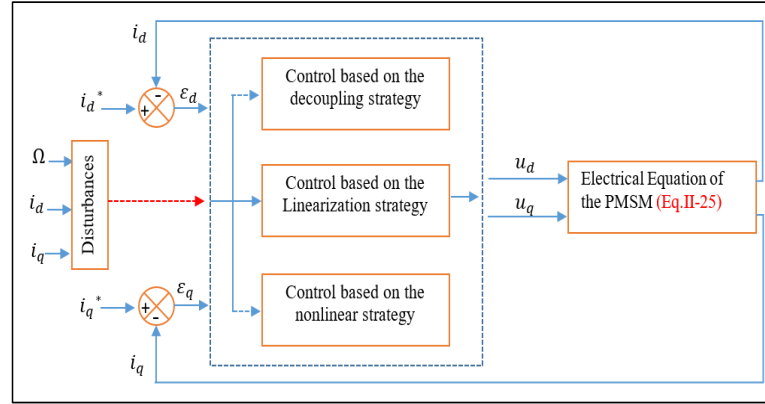 i_d
i_d*
-
+
ε_d
Control based on the
decoupling strategy
Ω
i_d
i_q
Disturbances
Control based on the
Linearization strategy
u_d
u_q
Electrical Equation of
the PMSM (Eq.II-25)
i_q*
+
-
ε_q
Control based on the
nonlinear strategy
i_q